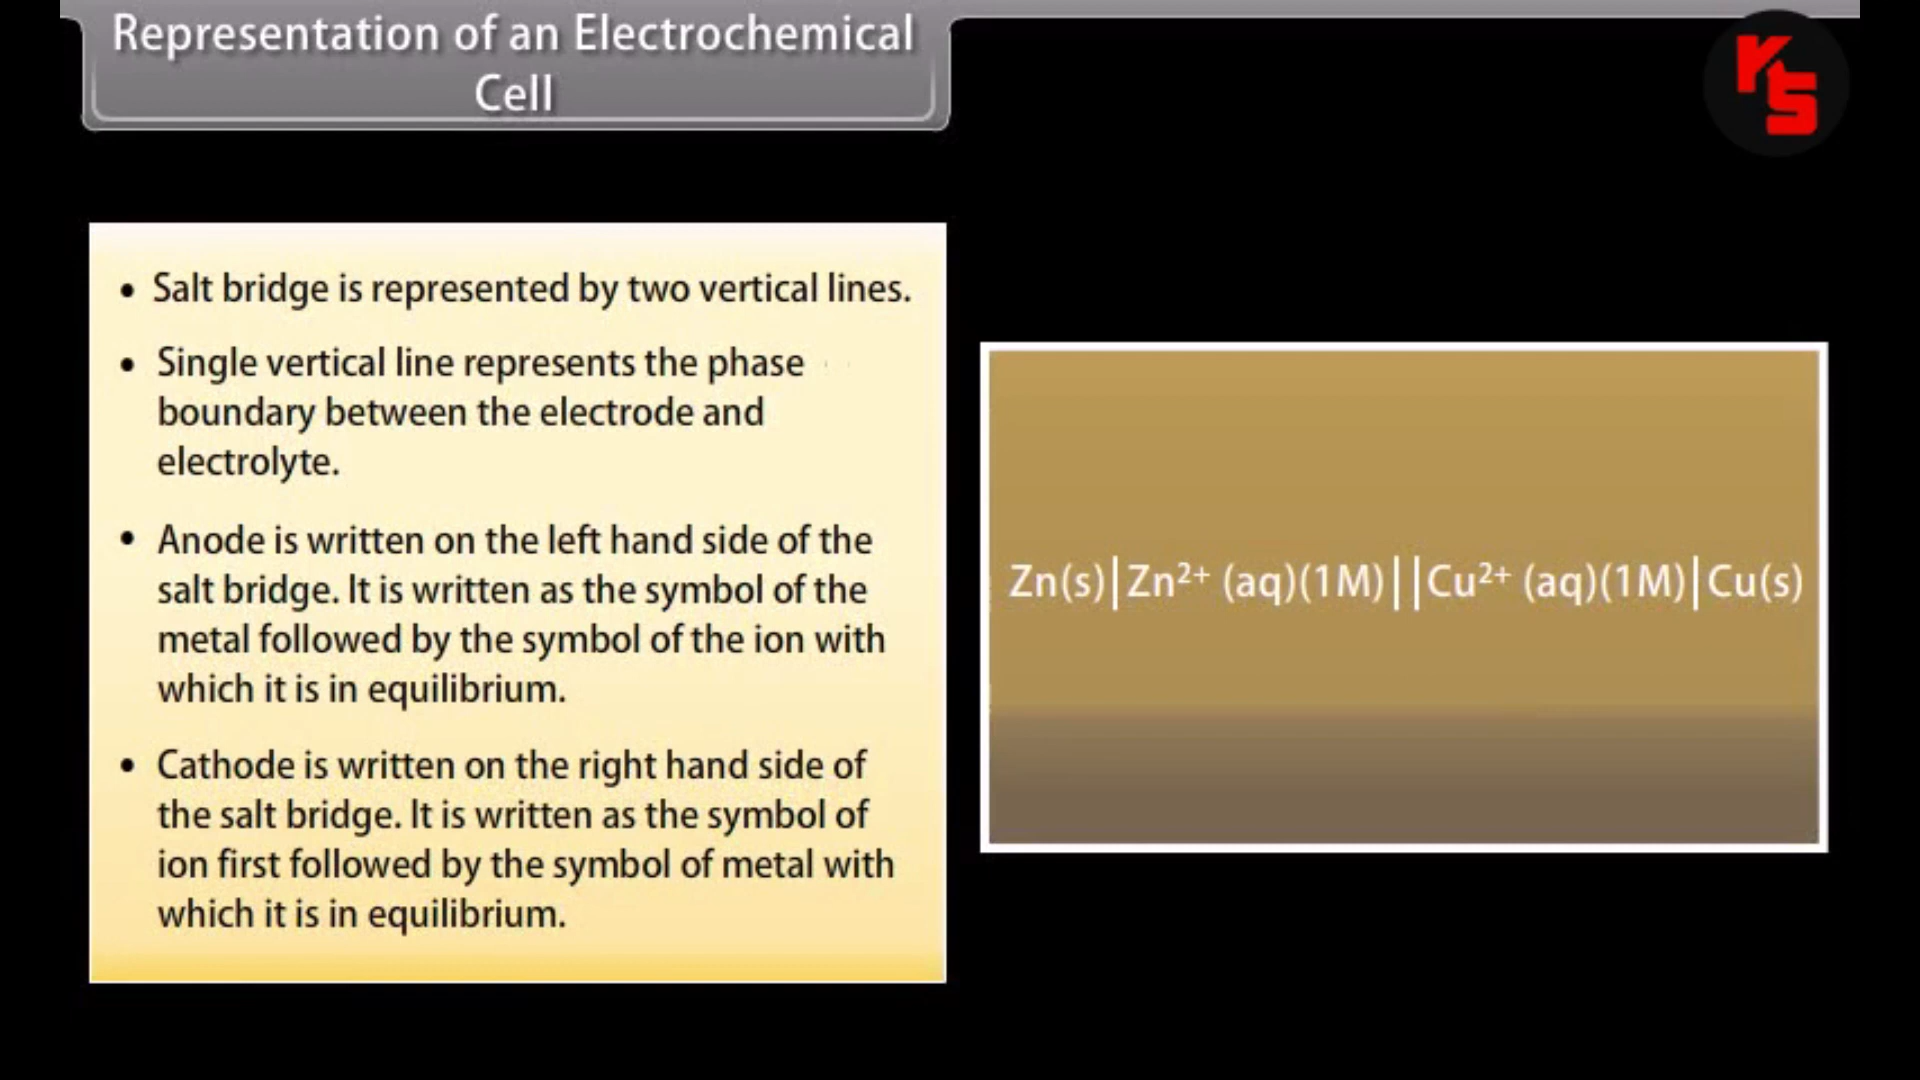 Representation of an Electrochemical
Cell
YS
• Salt bridge is represented by two vertical lines.
• Single vertical line represents the phase
boundary between the electrode and
electrolyte.
• Anode is written on the left hand side of the
salt bridge. It is written as the symbol of the
metal followed by the symbol of the ion with
which it is in equilibrium.
• Cathode is written on the right hand side of
the salt bridge. It is written as the symbol of
ion first followed by the symbol of metal with
which it is in equilibrium.
Zn(s)|Zn²⁺ (aq)(1M)||Cu²⁺ (aq)(1M)|Cu(s)